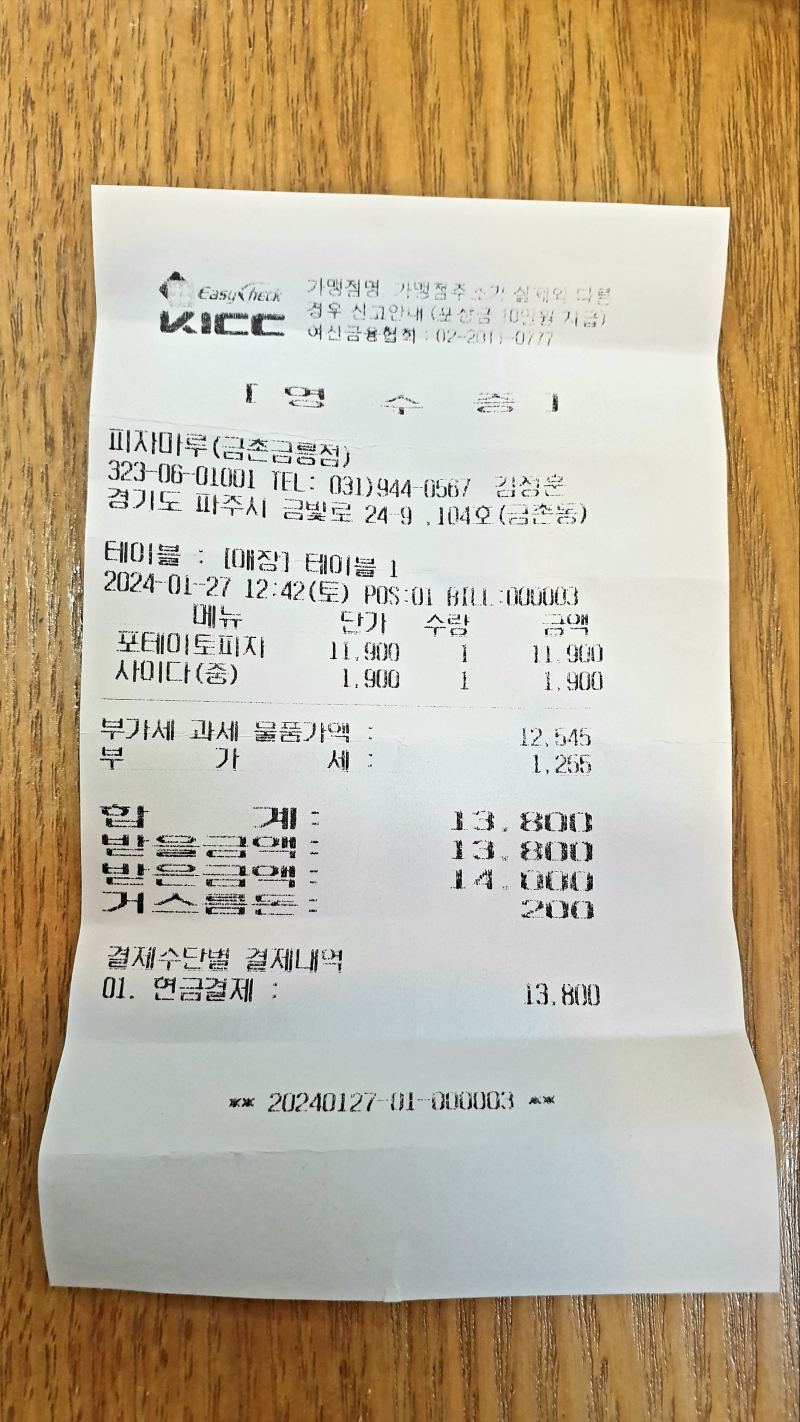 EasyCheck
KICC
가맹점명, 가맹점주소가 실제와 다른
경우 신고안내 (포상금 10만원 지급)
여신금융협회 : 02-2011-0777
[ 영 수 증 ]
피자마루(금촌금릉점)
323-06-01001 TEL: 031)944-0567 김정훈
경기도 파주시 금빛로 24-9 ,104호(금촌동)
테이블 : [매장] 테이블 1
2024-01-27 12:42(토) POS:01 BILL:000003
메뉴 단가 수량 금액
포테이토피자 11,900 1 11,900
사이다(중) 1,900 1 1,900
부가세 과세 물품가액 : 12,545
부 가 세 : 1,255
합 계 : 13,800
받을금액 : 13,800
받은금액 : 14,000
거스름돈 : 200
결제수단별 결제내역
01. 현금결제 : 13,800
** 20240127-01-000003 **